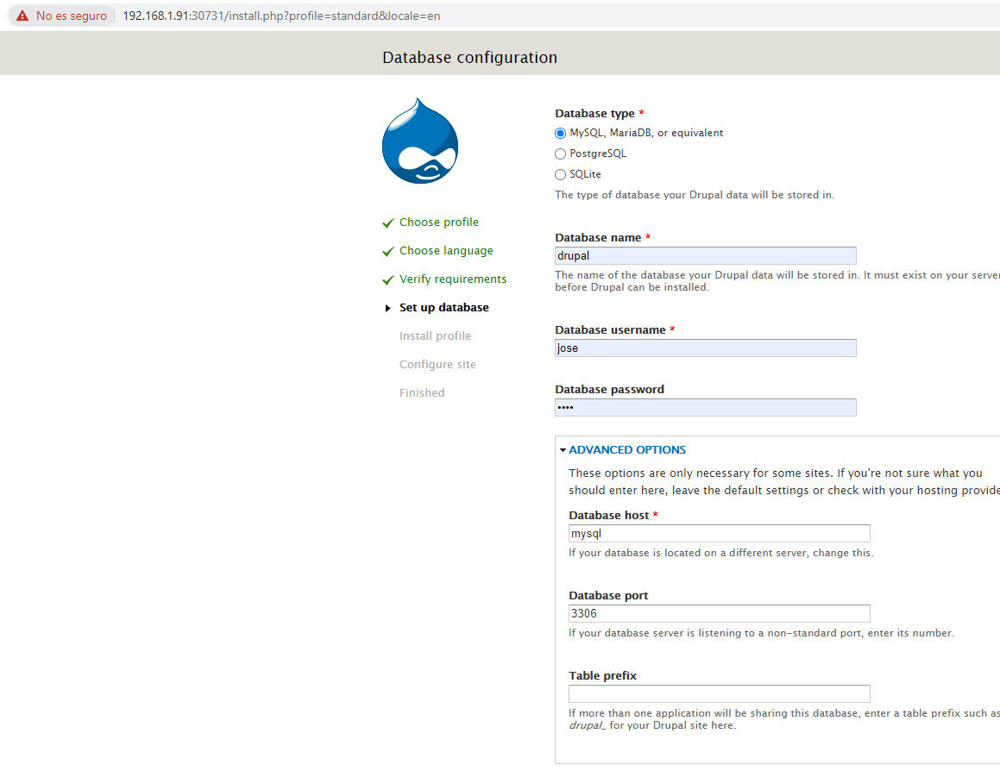 No es seguro
192.168.1.91:30731/install.php?profile=standard&locale=en
Database configuration
Choose profile
Choose language
Verify requirements
Set up database
Install profile
Configure site
Finished
Database type *
MySQL, MariaDB, or equivalent
PostgreSQL
SQLite
The type of database your Drupal data will be stored in.
Database name *
drupal
The name of the database your Drupal data will be stored in. It must exist on your server
before Drupal can be installed.
Database username *
jose
Database password
••••
ADVANCED OPTIONS
These options are only necessary for some sites. If you're not sure what you
should enter here, leave the default settings or check with your hosting provide
Database host *
mysql
If your database is located on a different server, change this.
Database port
3306
If your database server is listening to a non-standard port, enter its number.
Table prefix
If more than one application will be sharing this database, enter a table prefix such as
drupal_ for your Drupal site here.